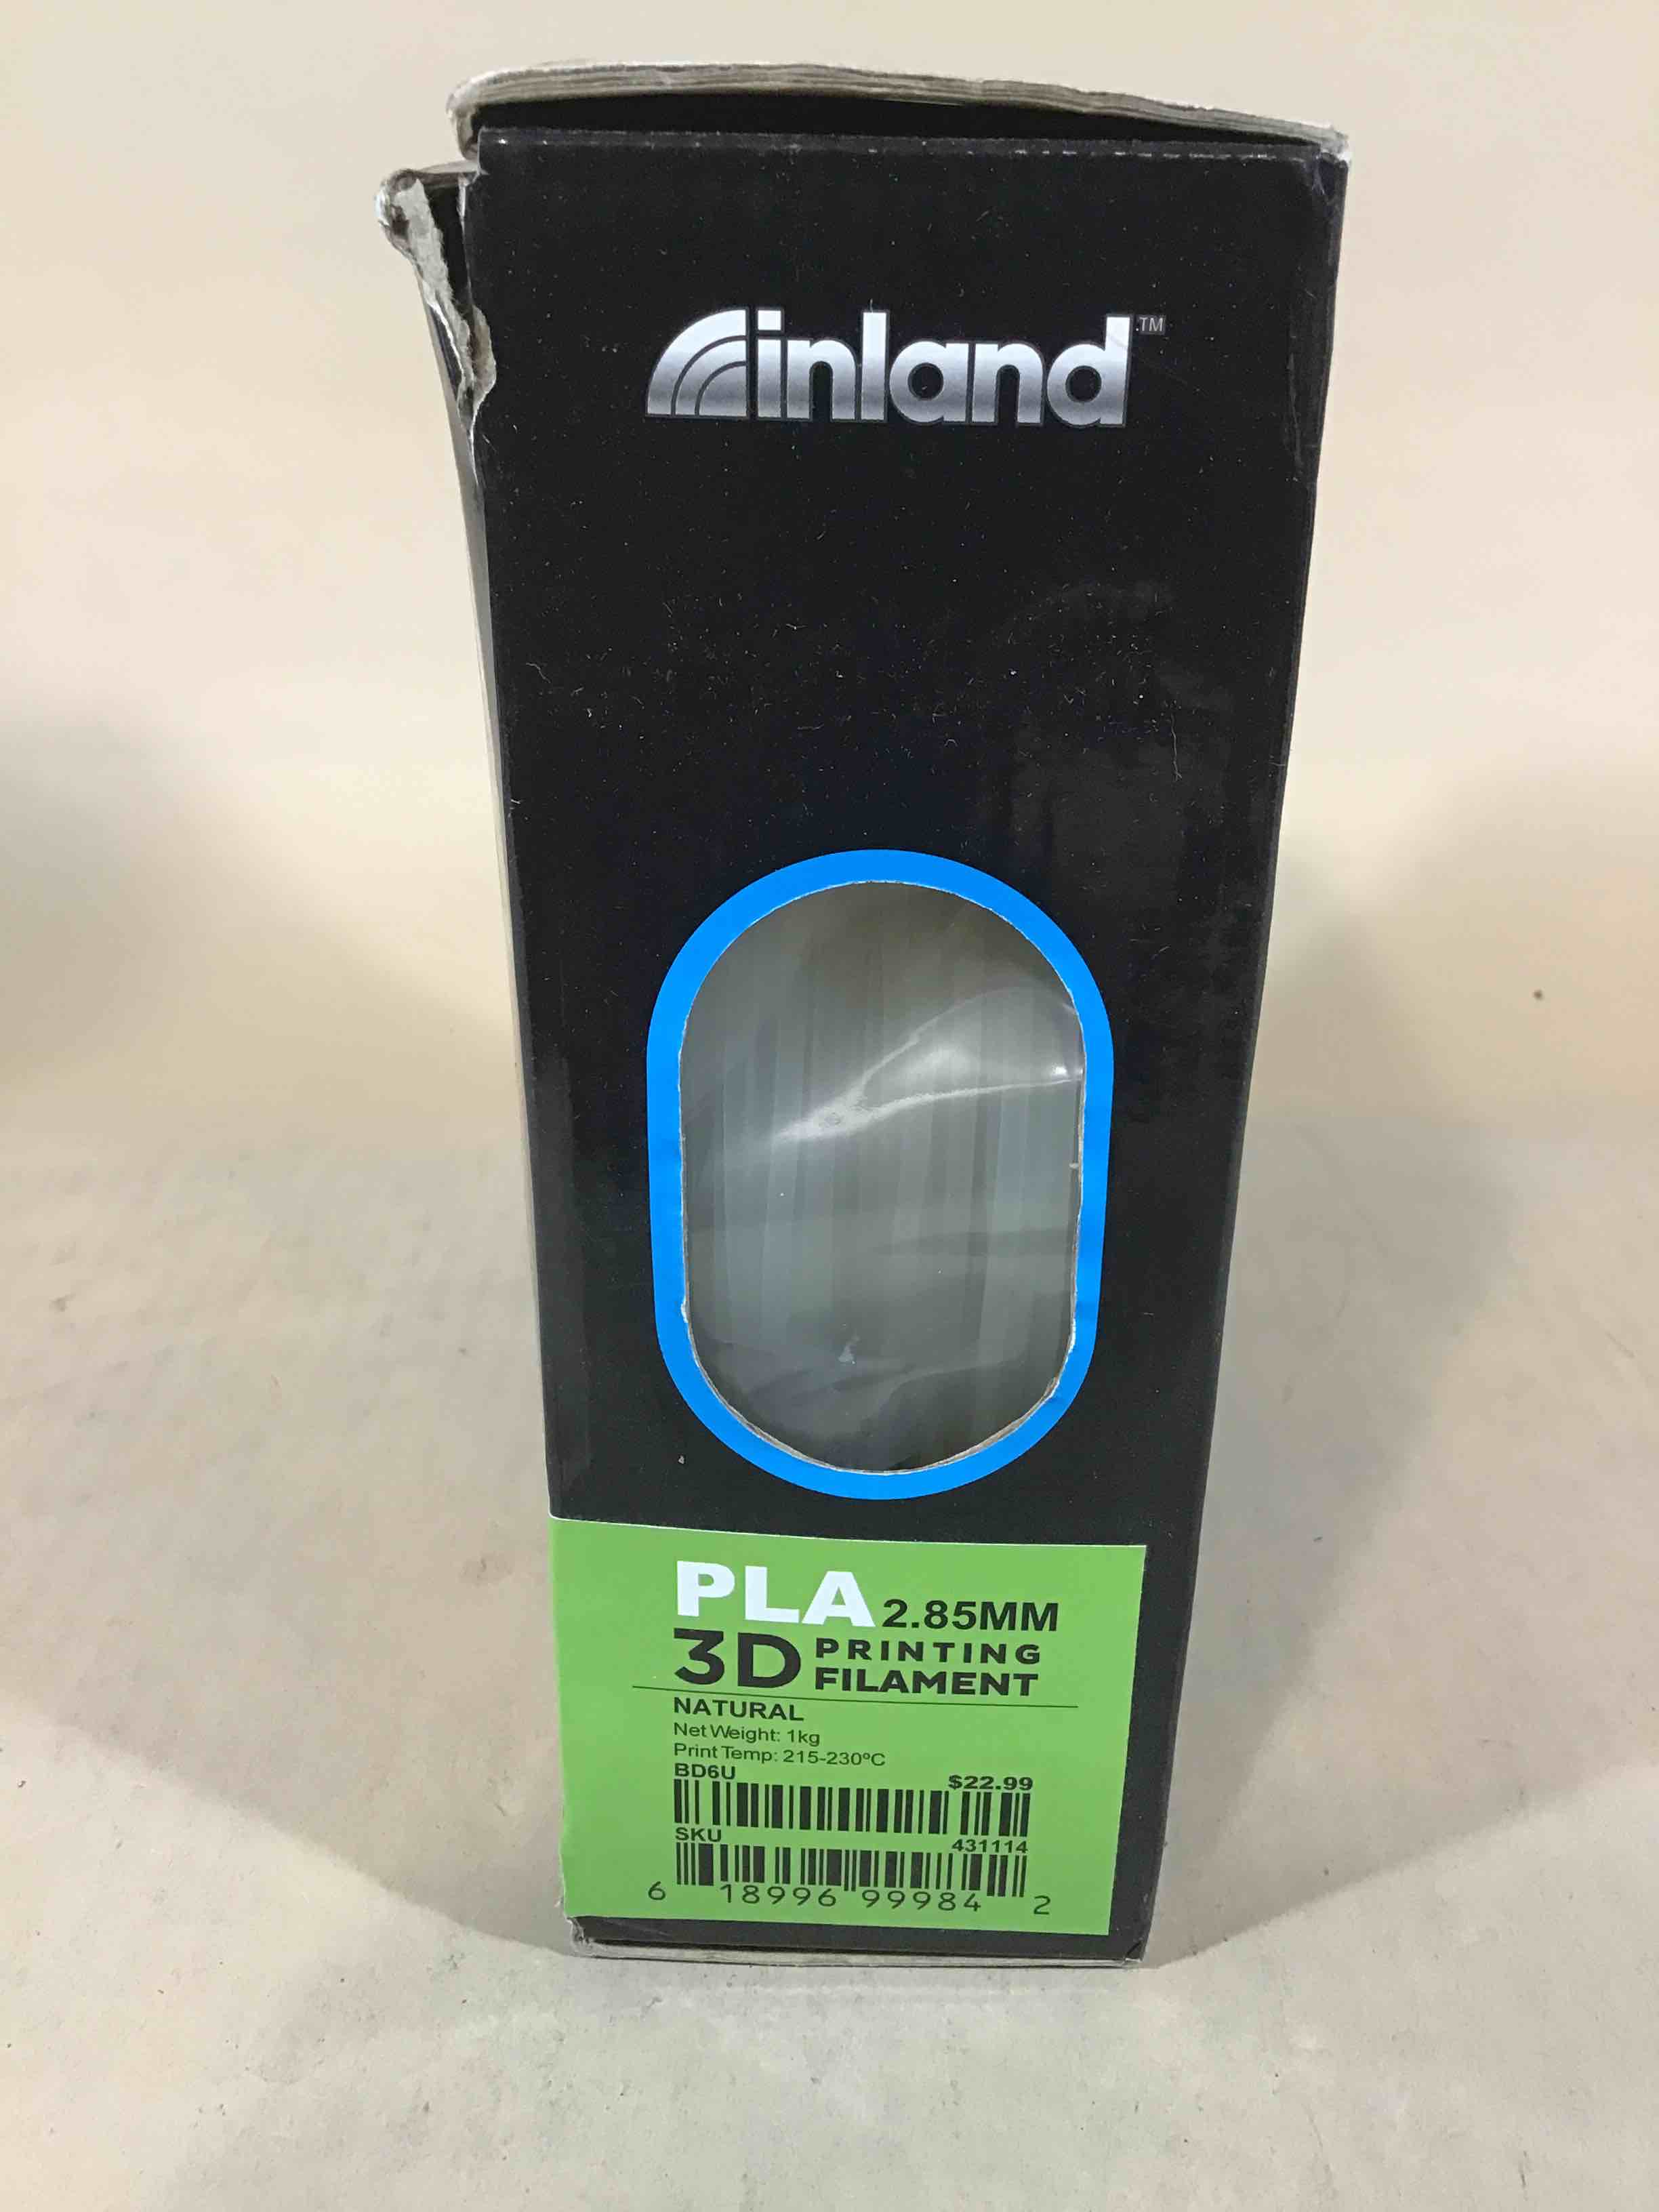 inland™
PLA 2.85MM
3D PRINTING
FILAMENT
NATURAL
Net Weight: 1kg
Print Temp: 215-230ºC
BD6U $22.99
SKU 431114
6 18996 99984 2